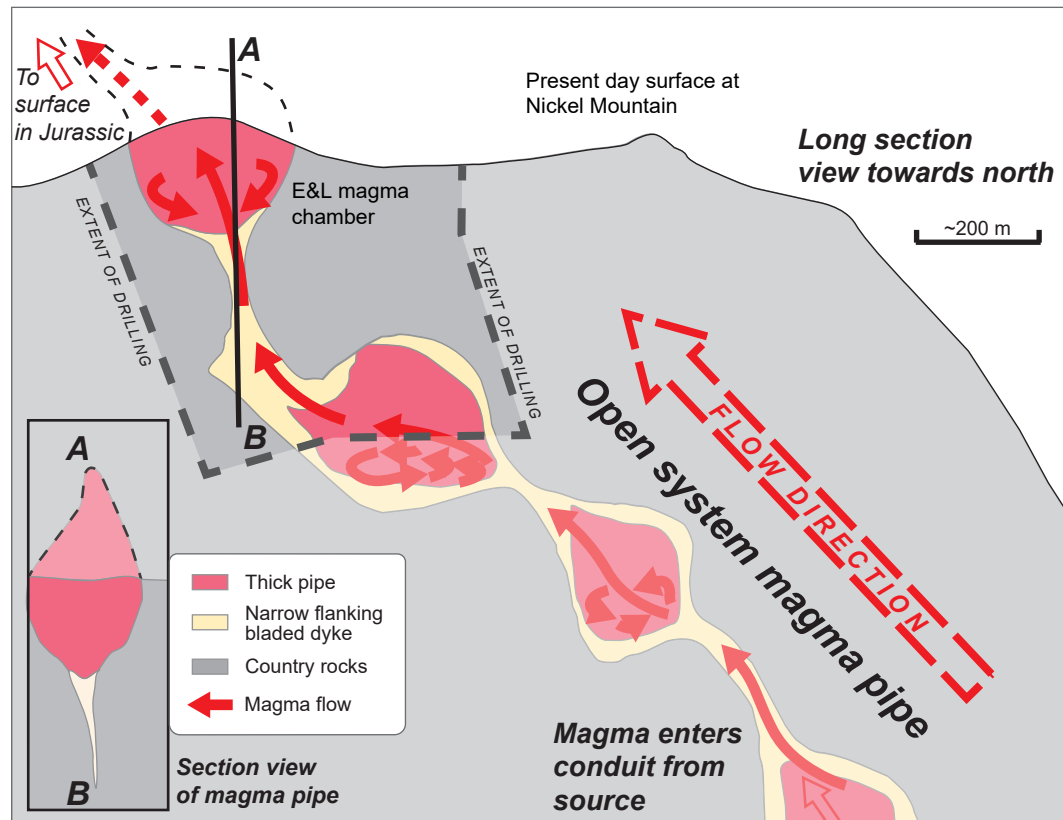 A
To
surface
in Jurassic
Present day surface at
Nickel Mountain
Long section
view towards north
~200 m
E&L magma
chamber
EXTENT OF DRILLING
EXTENT OF DRILLING
B
FLOW DIRECTION
Open system magma pipe
A
B
Section view
of magma pipe
Thick pipe
Narrow flanking
bladed dyke
Country rocks
Magma flow
Magma enters
conduit from
source